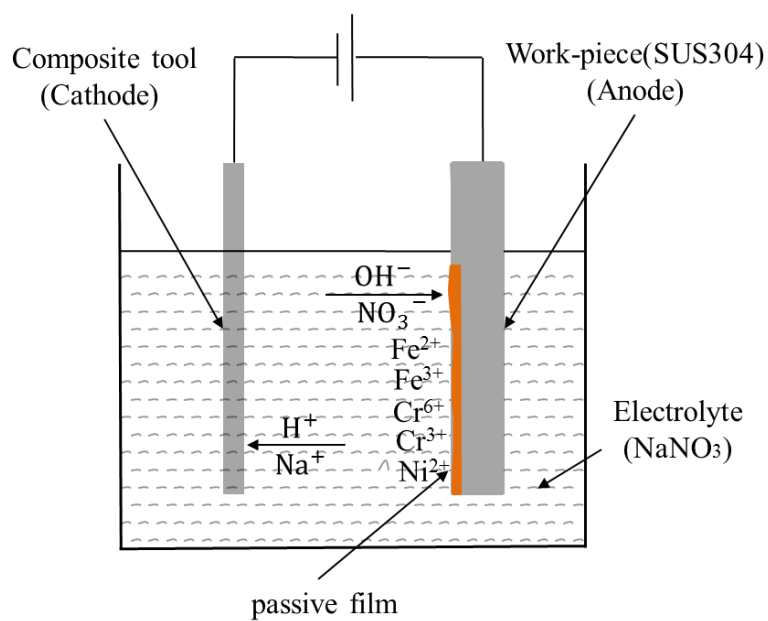 Composite tool
(Cathode)
Work-piece(SUS304)
(Anode)
OH⁻
NO₃⁻
Fe²⁺
Fe³⁺
Cr⁶⁺
Cr³⁺
Ni²⁺
H⁺
Na⁺
Electrolyte
(NaNO₃)
passive film